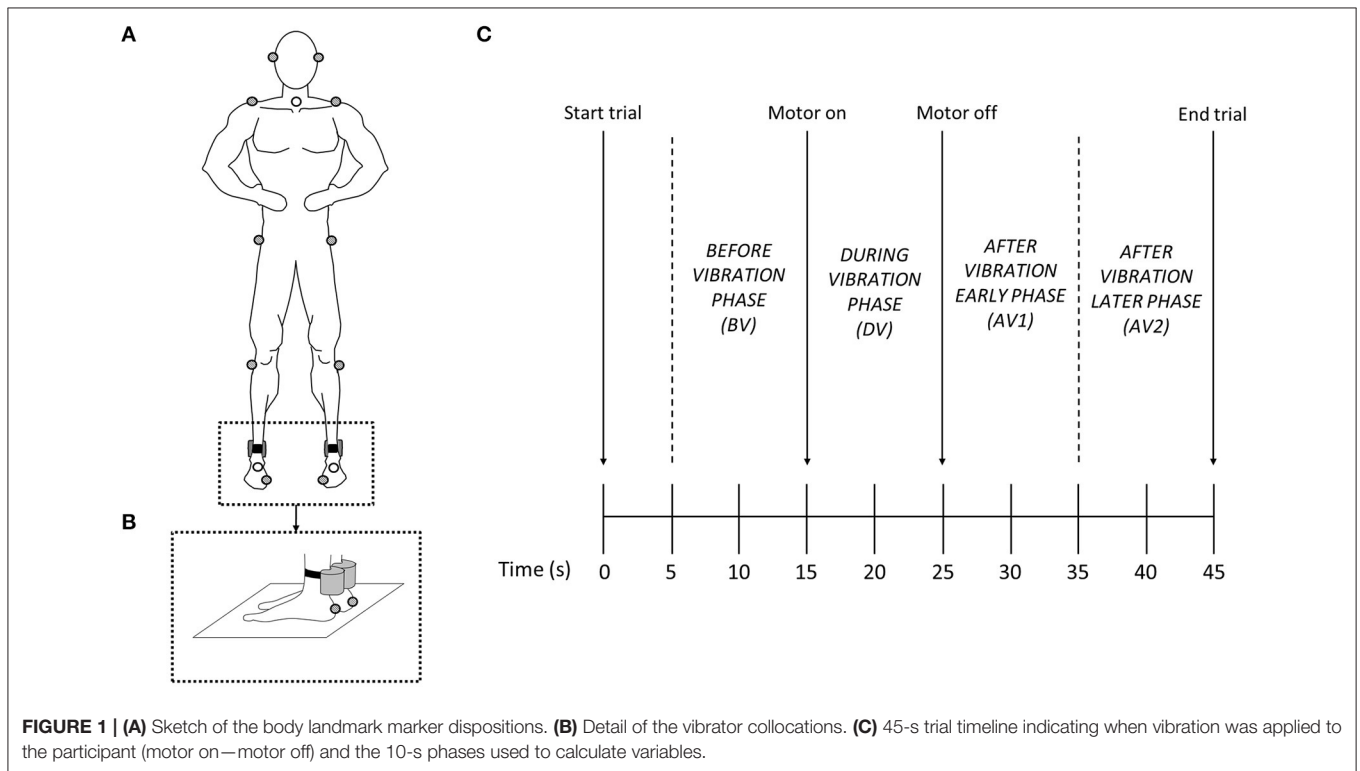 A
C
Start trial
Motor on
Motor off
End trial
BEFORE
VIBRATION
PHASE
(BV)
DURING
VIBRATION
PHASE
(DV)
AFTER
VIBRATION
EARLY PHASE
(AV1)
AFTER
VIBRATION
LATER PHASE
(AV2)
B
Time (s) 0 5 10 15 20 25 30 35 40 45
FIGURE 1 | (A) Sketch of the body landmark marker dispositions. (B) Detail of the vibrator collocations. (C) 45-s trial timeline indicating when vibration was applied to
the participant (motor on—motor off) and the 10-s phases used to calculate variables.